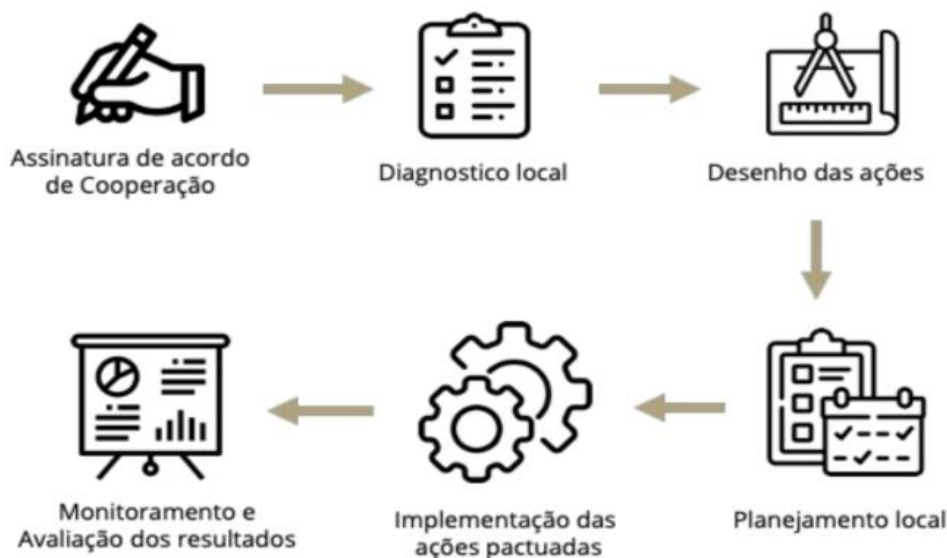 Assinatura de acordo
de Cooperação
Diagnostico local
Desenho das ações
Planejamento local
Implementação das
ações pactuadas
Monitoramento e
Avaliação dos resultados